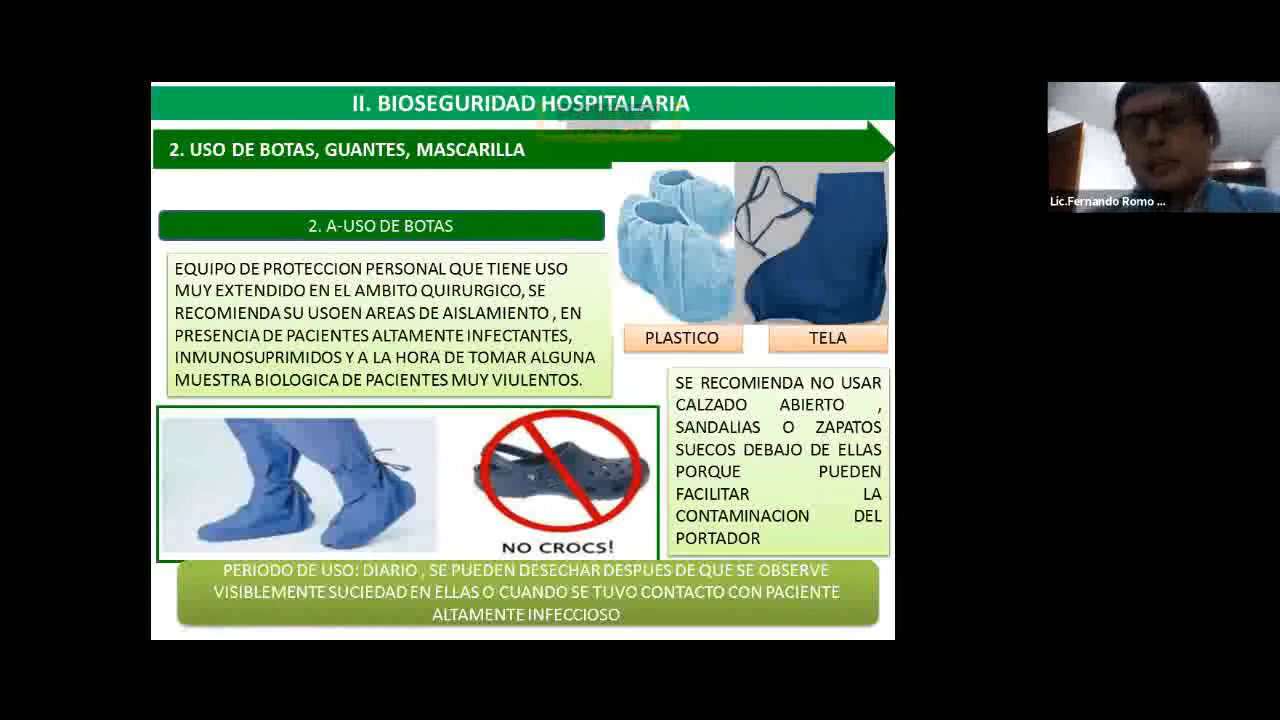 II. BIOSEGURIDAD HOSPITALARIA
2. USO DE BOTAS, GUANTES, MASCARILLA
2. A-USO DE BOTAS
EQUIPO DE PROTECCION PERSONAL QUE TIENE USO
MUY EXTENDIDO EN EL AMBITO QUIRURGICO, SE
RECOMIENDA SU USOEN AREAS DE AISLAMIENTO , EN
PRESENCIA DE PACIENTES ALTAMENTE INFECTANTES,
INMUNOSUPRIMIDOS Y A LA HORA DE TOMAR ALGUNA
MUESTRA BIOLOGICA DE PACIENTES MUY VIULENTOS.
PLASTICO
TELA
SE RECOMIENDA NO USAR
CALZADO ABIERTO ,
SANDALIAS O ZAPATOS
SUECOS DEBAJO DE ELLAS
PORQUE PUEDEN
FACILITAR LA
CONTAMINACION DEL
PORTADOR
NO CROCS!
PERIODO DE USO: DIARIO , SE PUEDEN DESECHAR DESPUES DE QUE SE OBSERVE
VISIBLEMENTE SUCIEDAD EN ELLAS O CUANDO SE TUVO CONTACTO CON PACIENTE
ALTAMENTE INFECCIOSO
Lic.Fernando Romo ...